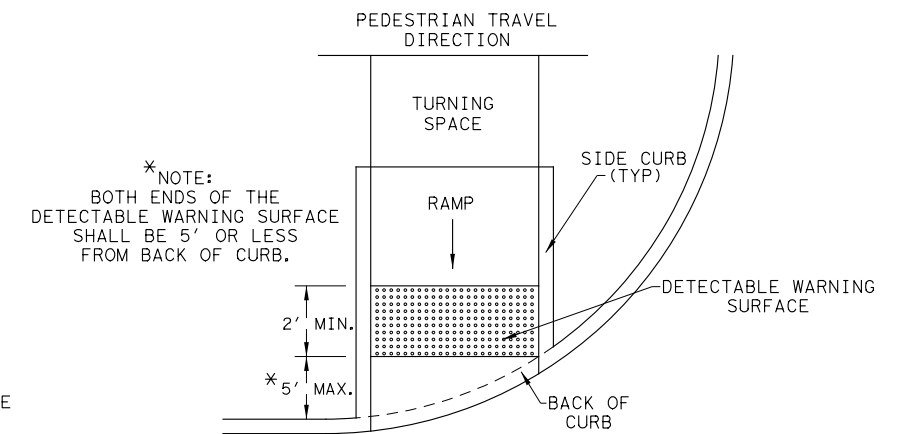 PEDESTRIAN TRAVEL
DIRECTION
TURNING
SPACE
SIDE CURB
(TYP)
*NOTE:
BOTH ENDS OF THE
DETECTABLE WARNING SURFACE
SHALL BE 5' OR LESS
FROM BACK OF CURB.
RAMP
DETECTABLE WARNING
SURFACE
2' MIN.
*5' MAX.
BACK OF
CURB
E